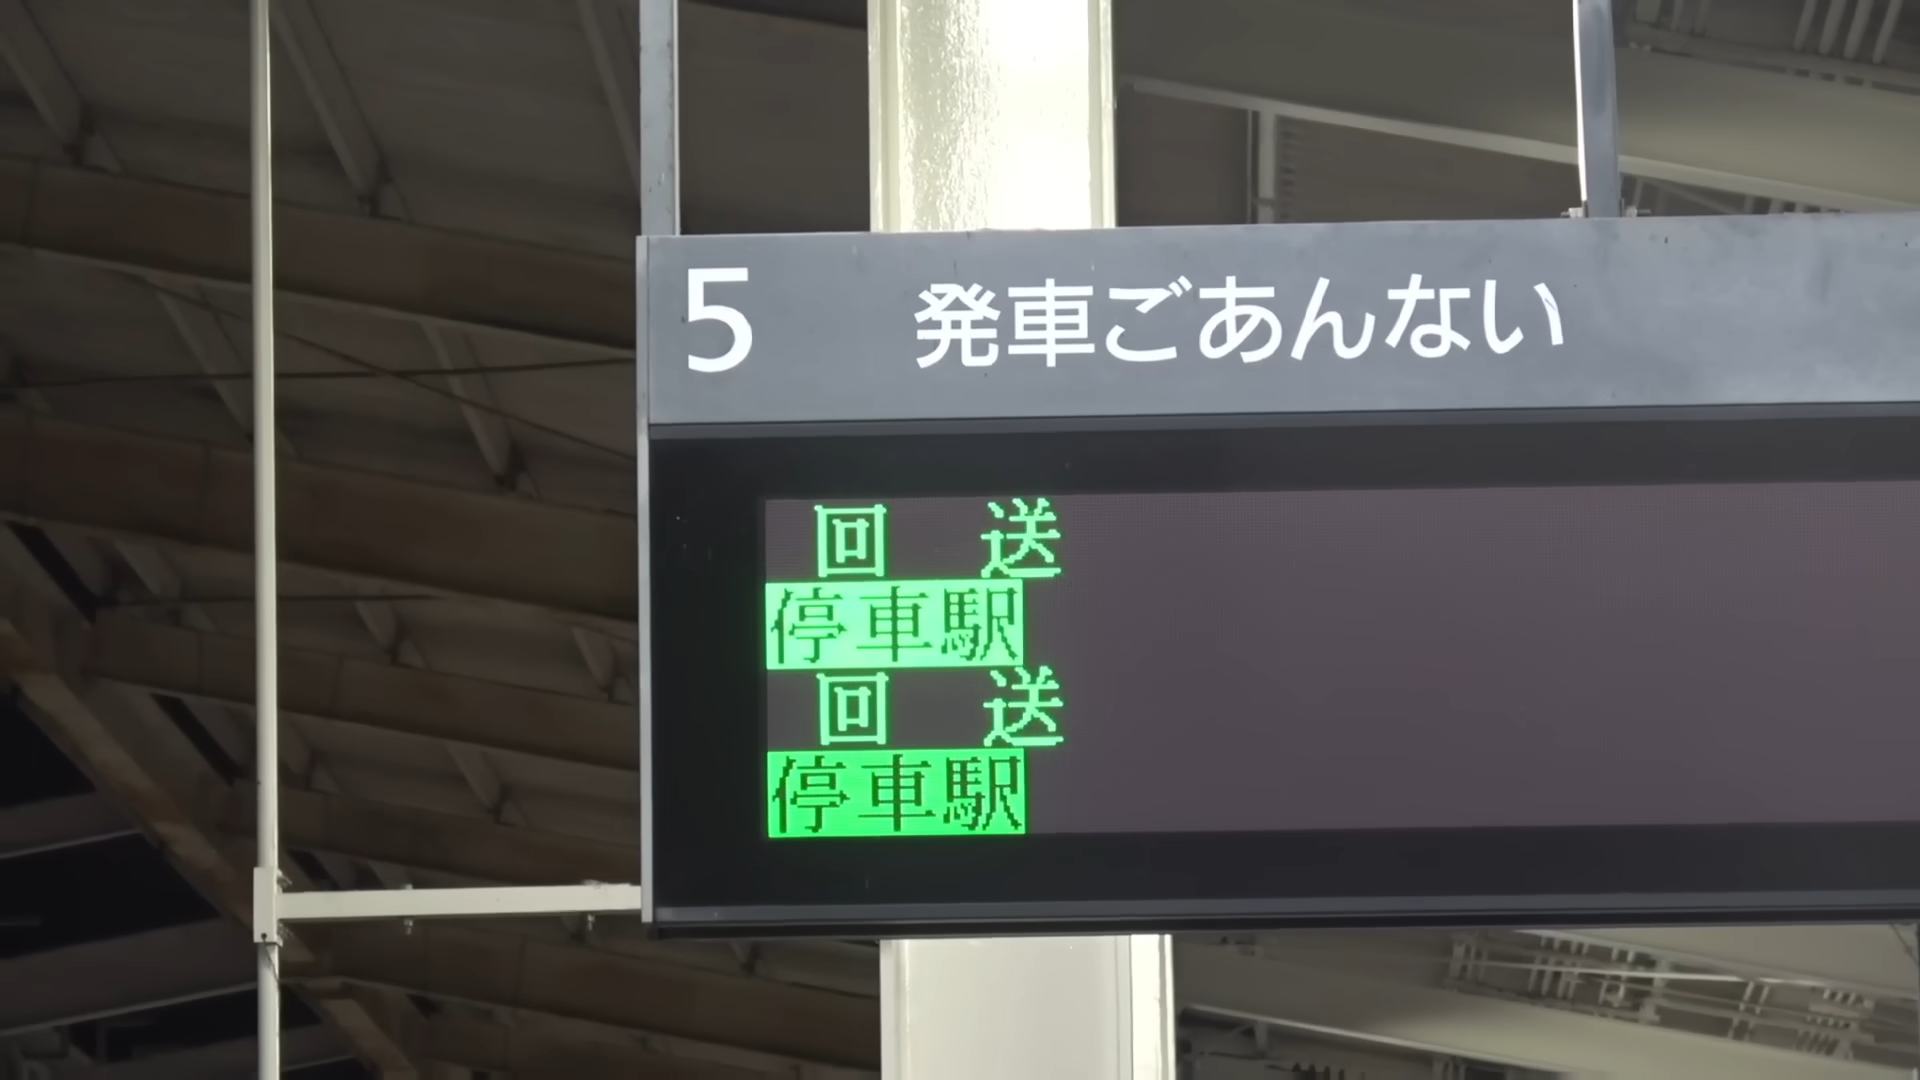 5 発車ごあんない
回 送
停車駅
回 送
停車駅